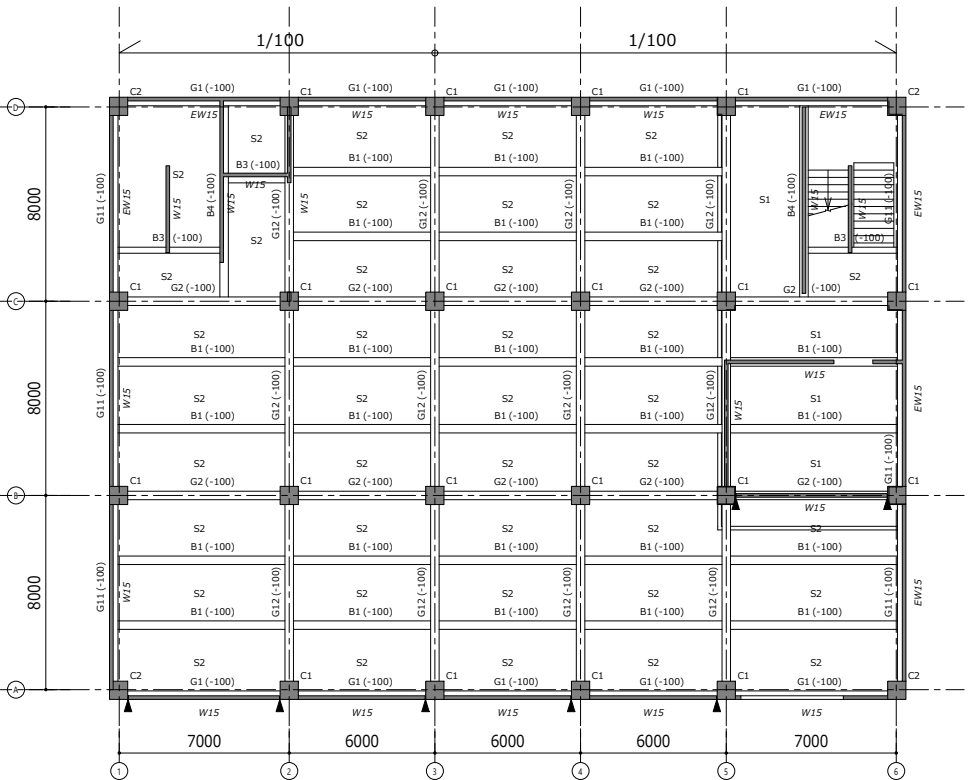 1/100 1/100
C2 G1 (-100) C1 G1 (-100) C1 G1 (-100) C1 G1 (-100) C1 G1 (-100) C2
D
EW15 W15 W15 W15 EW15
S2 S2 S2 S2
B3 (-100) B1 (-100) B1 (-100) B1 (-100)
S2 W15
8000 G11 (-100) EW15 W15 B4 (-100) W15 G12 (-100) W15 G12 (-100) G12 (-100) G12 (-100) S1 B4 (-100) W15 W15 G11 (-100) EW15
S2 S2 S2
B1 (-100) B1 (-100) B1 (-100)
B3 (-100) S2 B3 (-100)
S2 S2 S2 S2 S2
C1 G2 (-100) C1 G2 (-100) C1 G2 (-100) C1 G2 (-100) C1 G2 (-100) C1
C
S2 S2 S2 S2 S1
B1 (-100) B1 (-100) B1 (-100) B1 (-100) B1 (-100)
W15
8000 G11 (-100) W15 G12 (-100) G12 (-100) G12 (-100) G12 (-100) W15 EW15
S2 S2 S2 S2 S1
B1 (-100) B1 (-100) B1 (-100) B1 (-100) B1 (-100)
S2 S2 S2 S2 S1 G11 (-100)
C1 G2 (-100) C1 G2 (-100) C1 G2 (-100) C1 G2 (-100) C1 G2 (-100) C1
B
W15
S2 S2 S2 S2 S2
B1 (-100) B1 (-100) B1 (-100) B1 (-100) B1 (-100)
8000 G11 (-100) W15 G12 (-100) G12 (-100) G12 (-100) G12 (-100) G11 (-100) EW15
S2 S2 S2 S2 S2
B1 (-100) B1 (-100) B1 (-100) B1 (-100) B1 (-100)
S2 S2 S2 S2 S2
C2 G1 (-100) C1 G1 (-100) C1 G1 (-100) C1 G1 (-100) C1 G1 (-100) C2
A
W15 W15 W15 W15 W15
7000 6000 6000 6000 7000
1 2 3 4 5 6